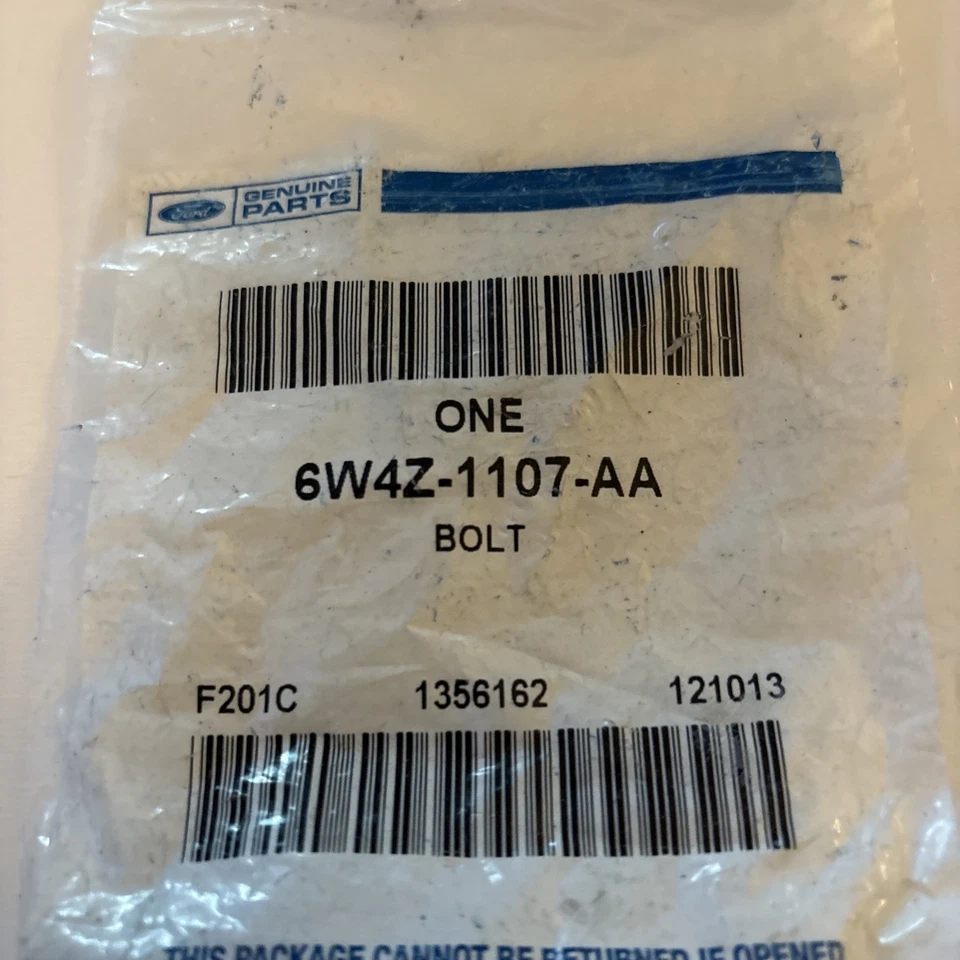 Ford GENUINE
PARTS
ONE
6W4Z-1107-AA
BOLT
F201C 1356162 121013
THIS PACKAGE CANNOT BE RETURNED IF OPENED